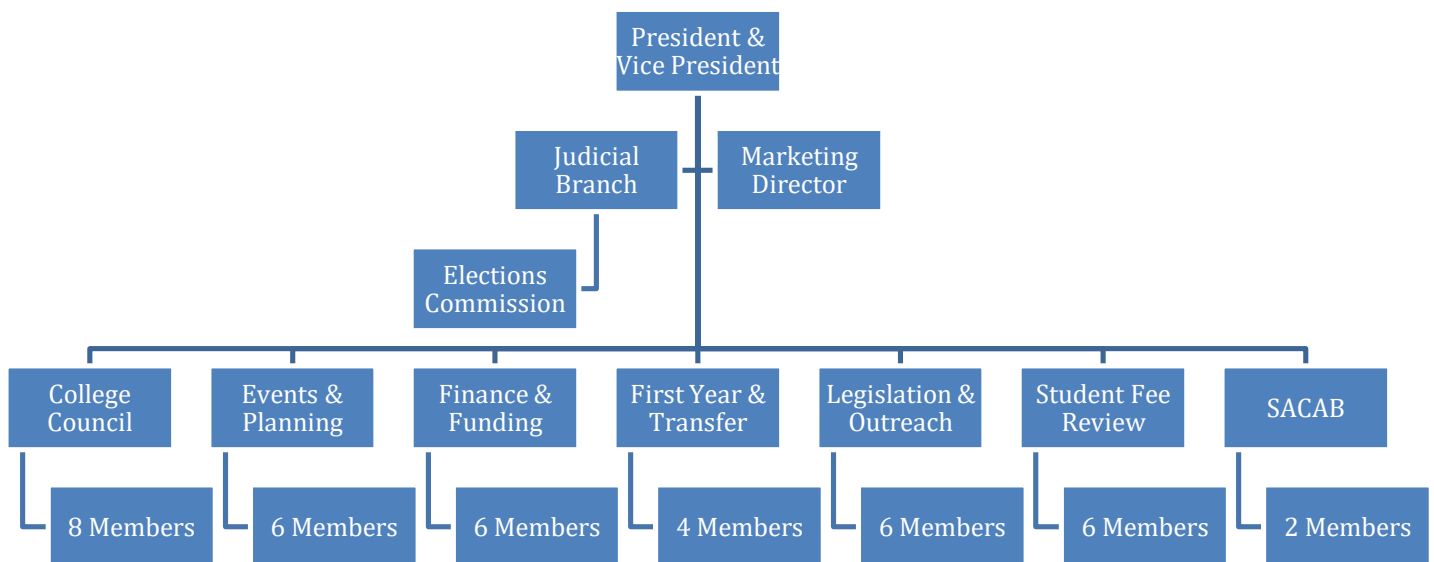 President &
Vice President
Judicial
Branch
Marketing
Director
Elections
Commission
College
Council
Events &
Planning
Finance &
Funding
First Year &
Transfer
Legislation &
Outreach
Student Fee
Review
SACAB
8 Members
6 Members
6 Members
4 Members
6 Members
6 Members
2 Members